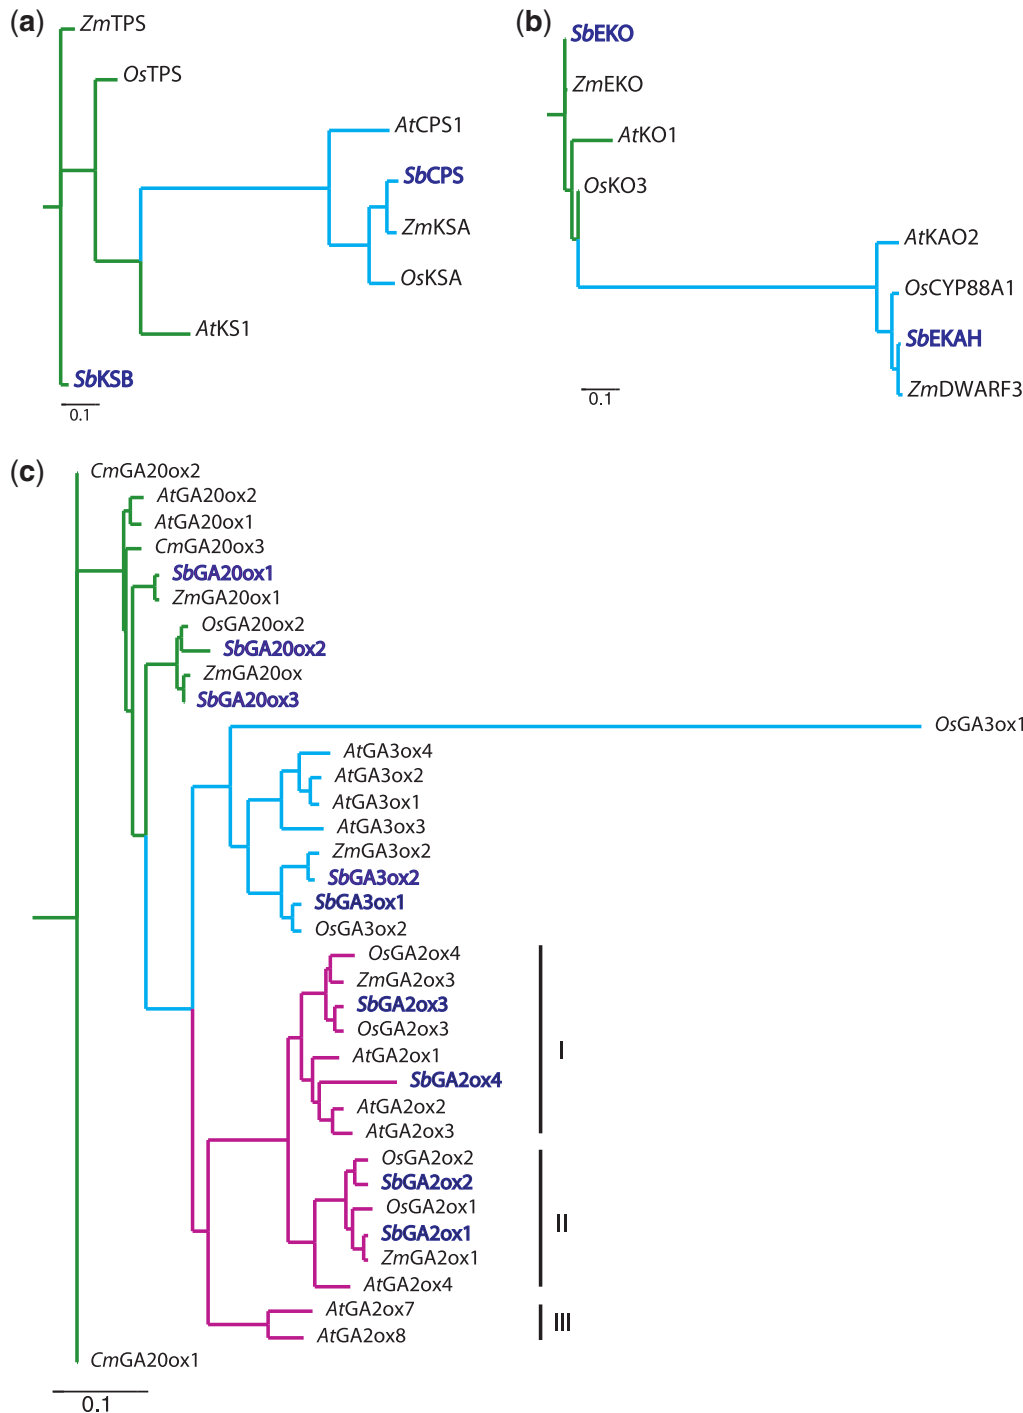 (a)
ZmTPS
OsTPS
AtCPS1
SbCPS
ZmKSA
OsKSA
AtKS1
SbKSB
0.1
(b)
SbEKO
ZmEKO
AtKO1
OsKO3
AtKAO2
OsCYP88A1
SbEKAH
ZmDWARF3
0.1
(c)
CmGA20ox2
AtGA20ox2
AtGA20ox1
CmGA20ox3
SbGA20ox1
ZmGA20ox1
OsGA20ox2
SbGA20ox2
ZmGA20ox
SbGA20ox3
OsGA3ox1
AtGA3ox4
AtGA3ox2
AtGA3ox1
AtGA3ox3
ZmGA3ox2
SbGA3ox2
SbGA3ox1
OsGA3ox2
OsGA2ox4
ZmGA2ox3
SbGA2ox3
OsGA2ox3
I
AtGA2ox1
SbGA2ox4
AtGA2ox2
AtGA2ox3
OsGA2ox2
SbGA2ox2
OsGA2ox1
II
SbGA2ox1
ZmGA2ox1
AtGA2ox4
AtGA2ox7
III
AtGA2ox8
CmGA20ox1
0.1